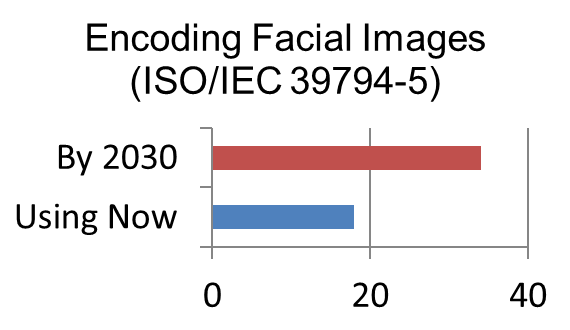 Encoding Facial Images
(ISO/IEC 39794-5)
By 2030
Using Now
0 20 40